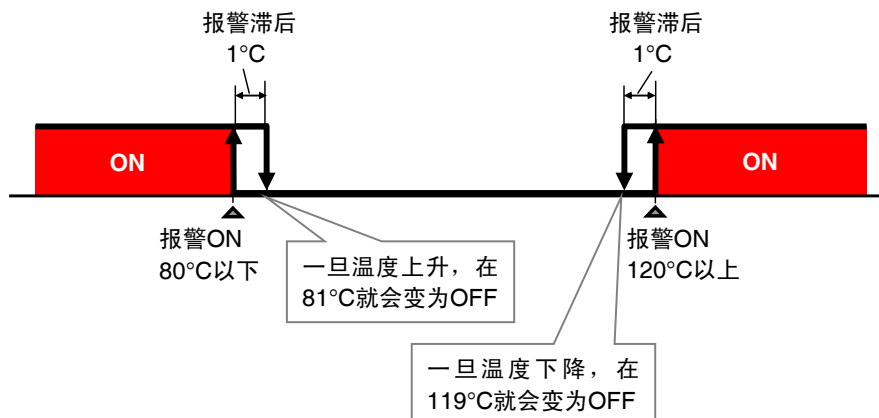 报警滞后
1°C
报警滞后
1°C
ON
ON
报警ON
80°C以下
一旦温度上升，在
81°C就会变为OFF
报警ON
120°C以上
一旦温度下降，在
119°C就会变为OFF